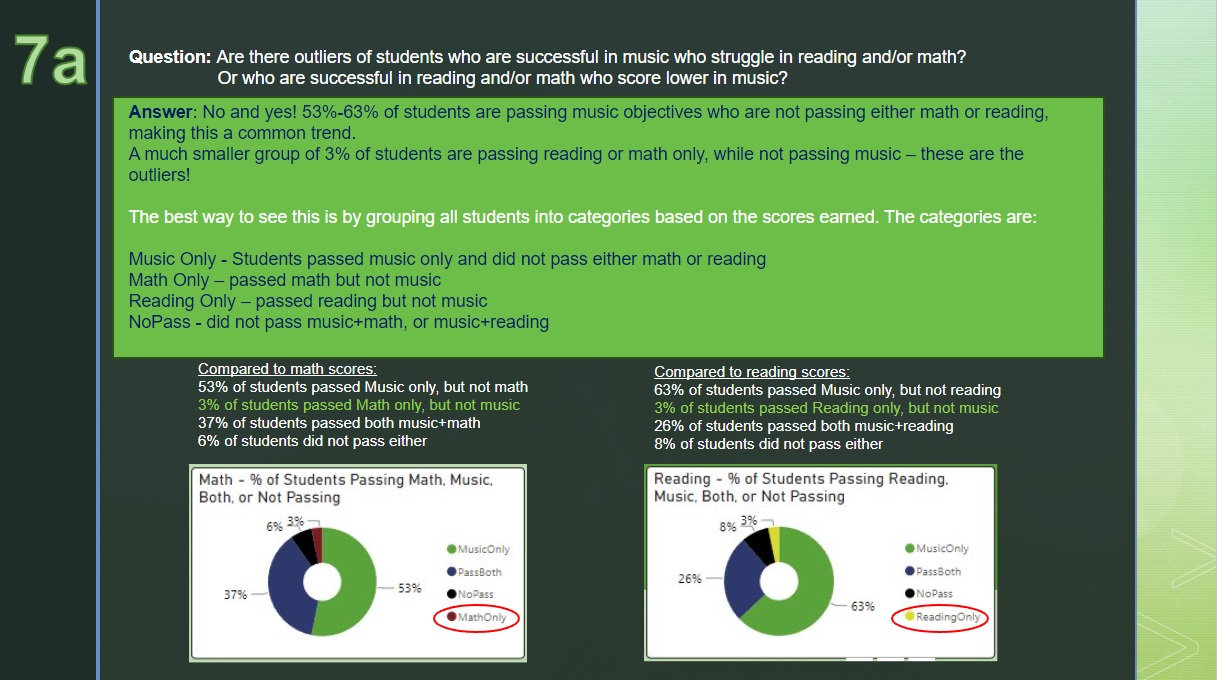 7a
Question: Are there outliers of students who are successful in music who struggle in reading and/or math?
Or who are successful in reading and/or math who score lower in music?
Answer: No and yes! 53%-63% of students are passing music objectives who are not passing either math or reading,
making this a common trend.
A much smaller group of 3% of students are passing reading or math only, while not passing music – these are the
outliers!
The best way to see this is by grouping all students into categories based on the scores earned. The categories are:
Music Only - Students passed music only and did not pass either math or reading
Math Only – passed math but not music
Reading Only – passed reading but not music
NoPass - did not pass music+math, or music+reading
Compared to math scores:
53% of students passed Music only, but not math
3% of students passed Math only, but not music
37% of students passed both music+math
6% of students did not pass either
Compared to reading scores:
63% of students passed Music only, but not reading
3% of students passed Reading only, but not music
26% of students passed both music+reading
8% of students did not pass either
Math - % of Students Passing Math, Music,
Both, or Not Passing
6% 3%
37%
53%
MusicOnly
PassBoth
NoPass
MathOnly
Reading - % of Students Passing Reading,
Music, Both, or Not Passing
8% 3%
26%
63%
MusicOnly
PassBoth
NoPass
ReadingOnly